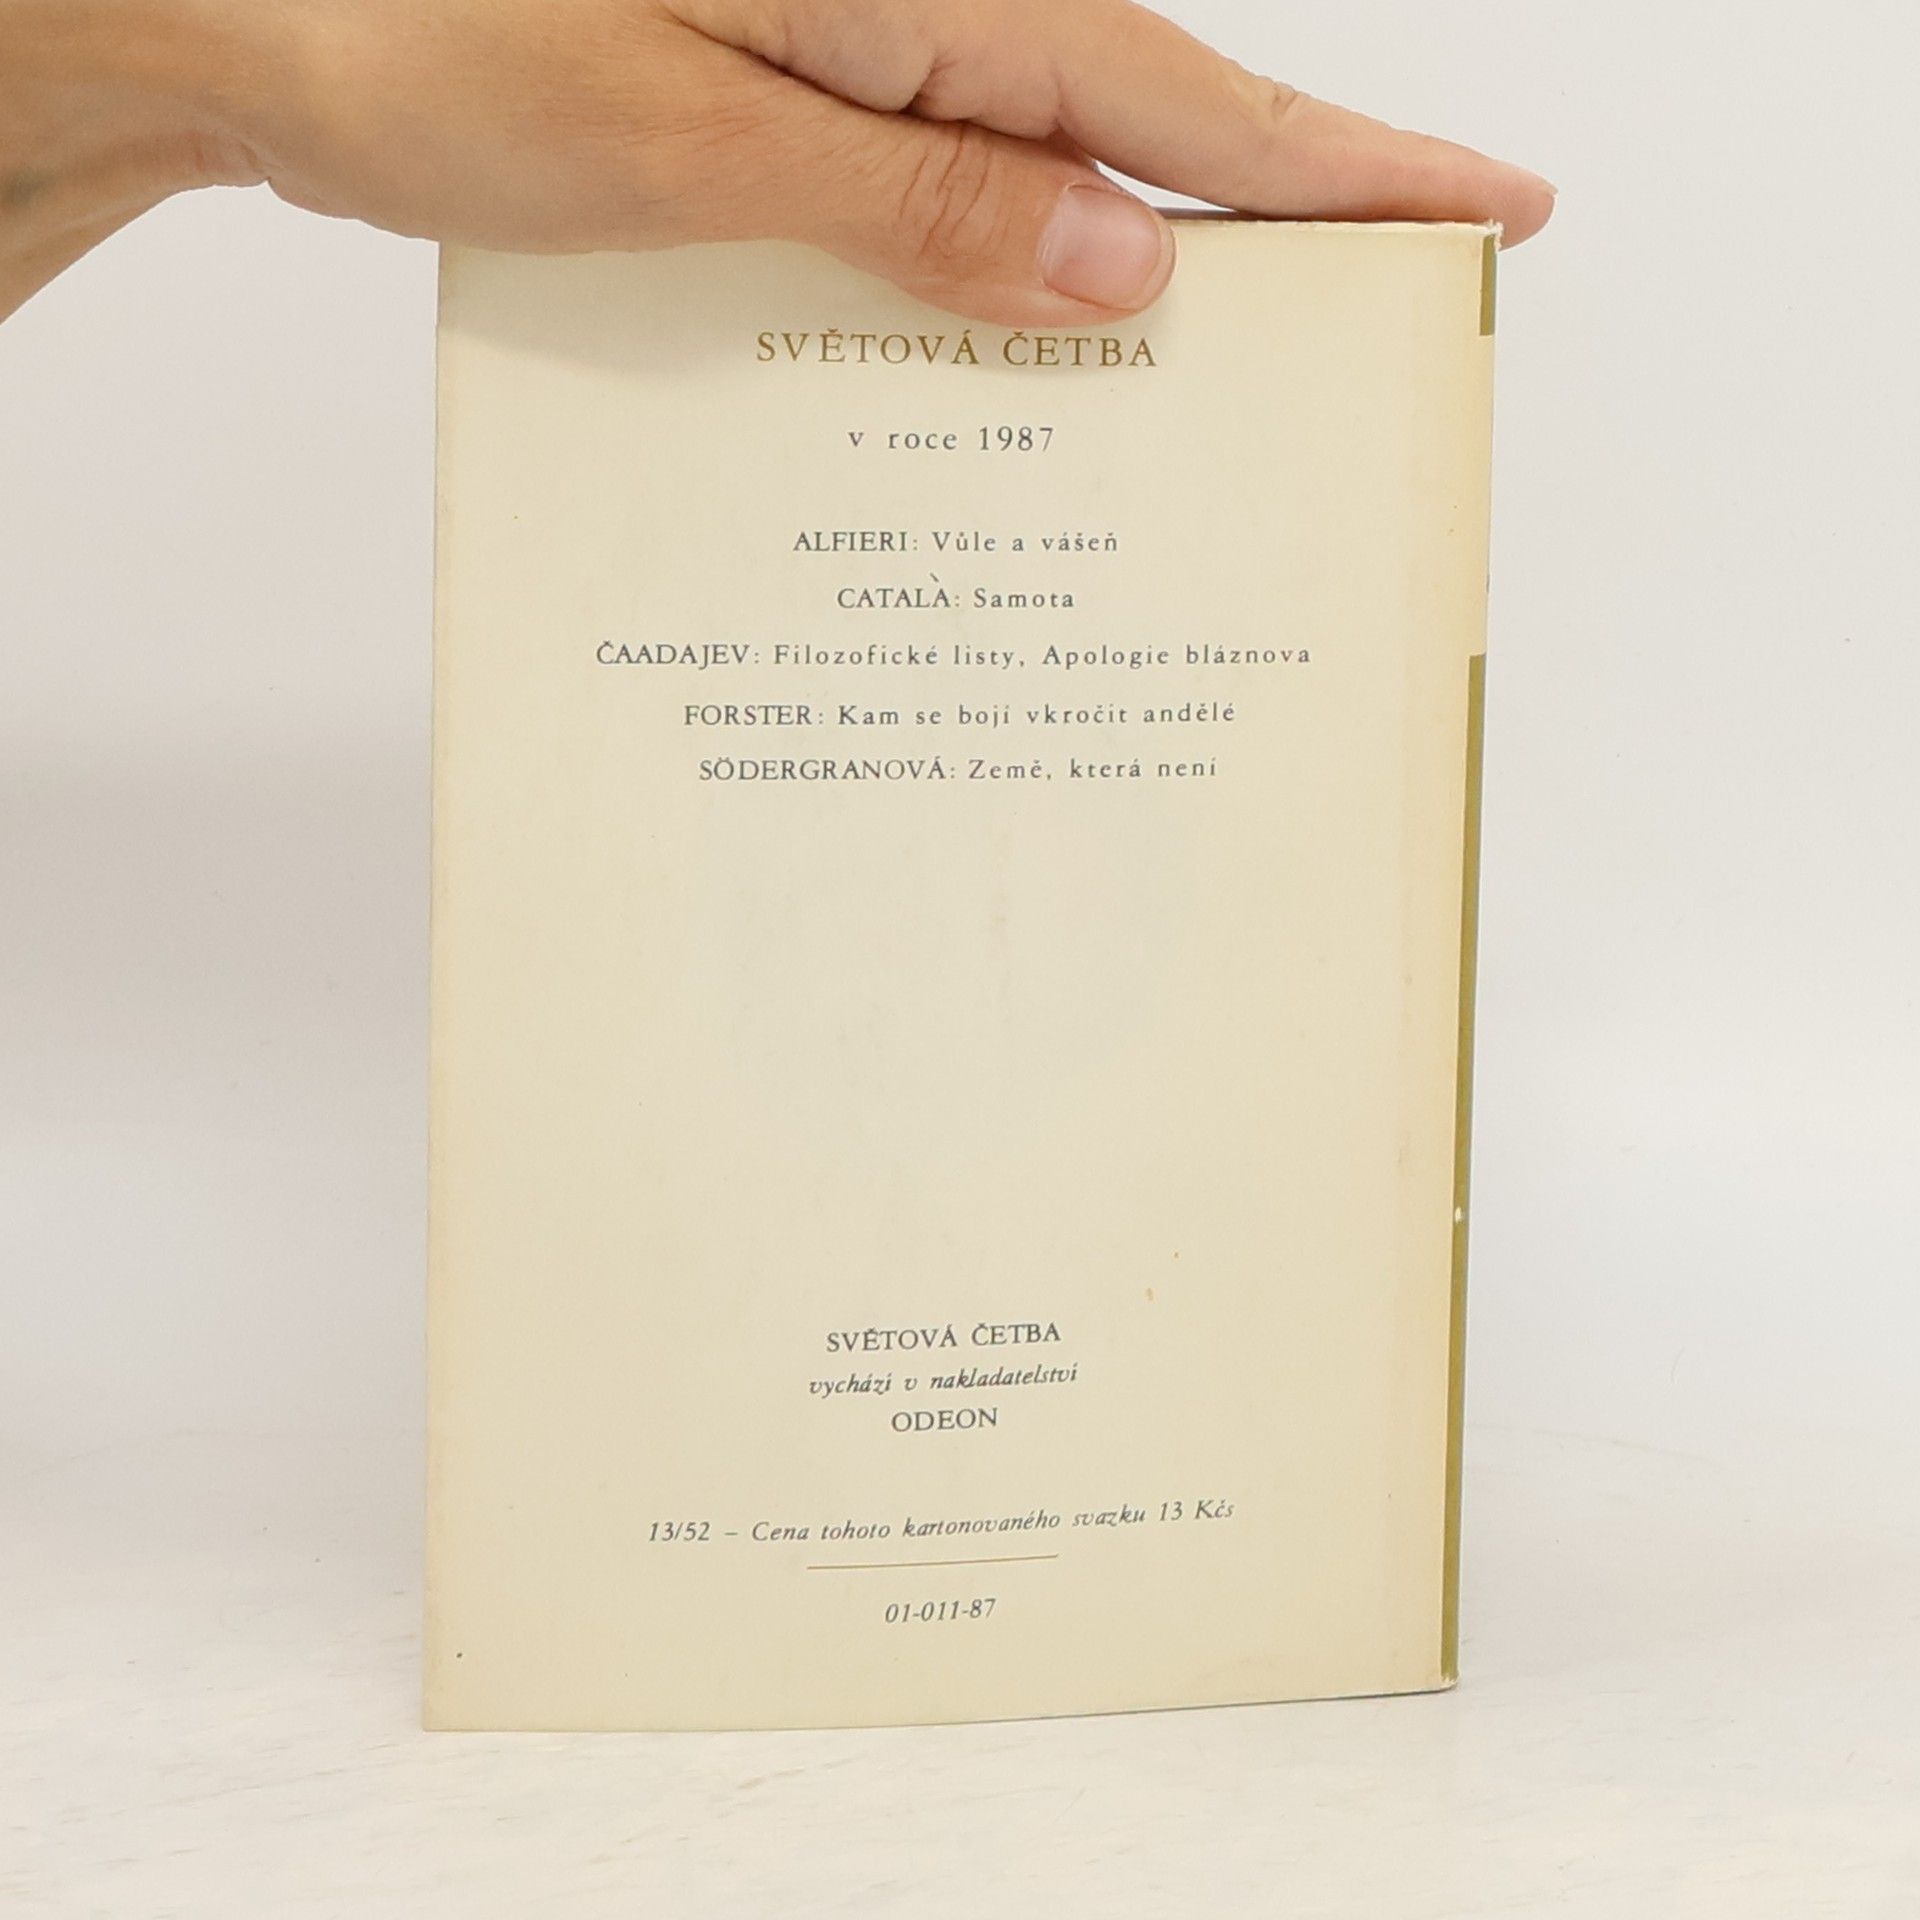 SVĚTOVÁ ČETBA
v roce 1987
ALFIERI: Vůle a vášeň
CATALÀ: Samota
ČAADAJEV: Filozofické listy, Apologie bláznova
FORSTER: Kam se bojí vkročit andělé
SÖDERGRANOVÁ: Země, která není
SVĚTOVÁ ČETBA
vychází v nakladatelství
ODEON
13/52 – Cena tohoto kartonovaného svazku 13 Kčs
01-011-87